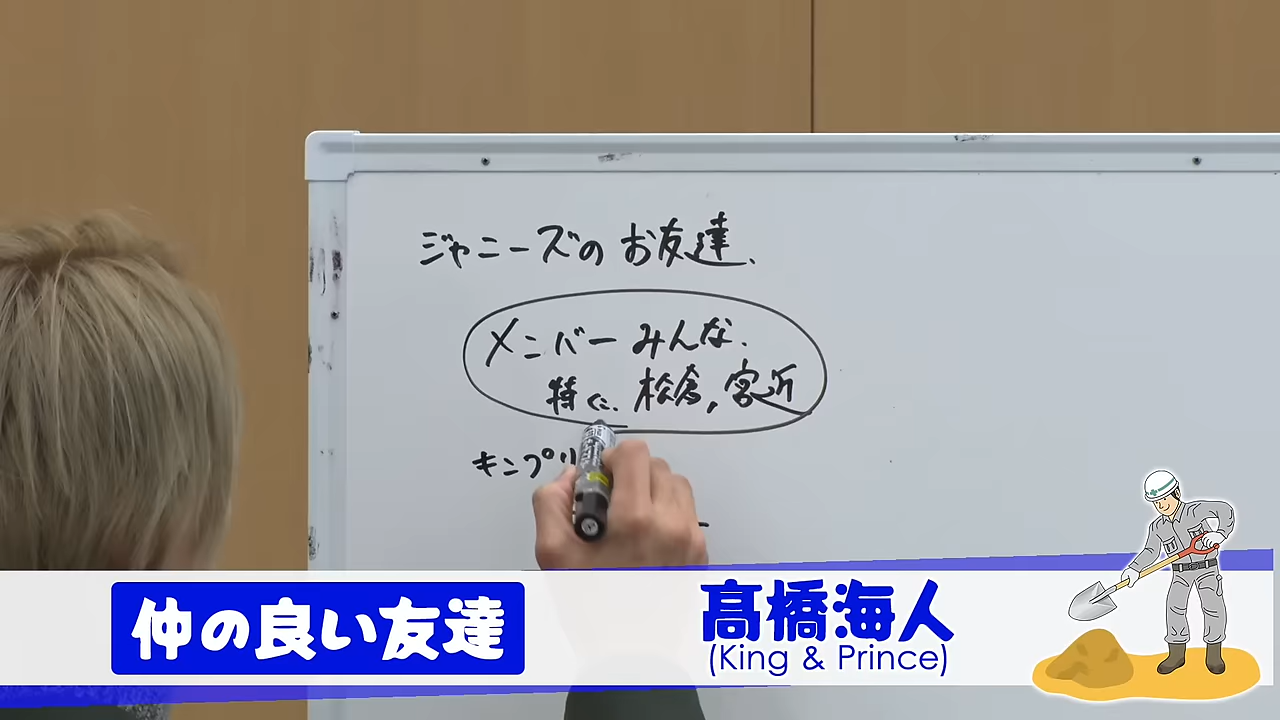 ジャニーズのお友達.
メンバーみんな.
特に.松倉,宮近
キンプリ
仲の良い友達
髙橋海人
(King & Prince)